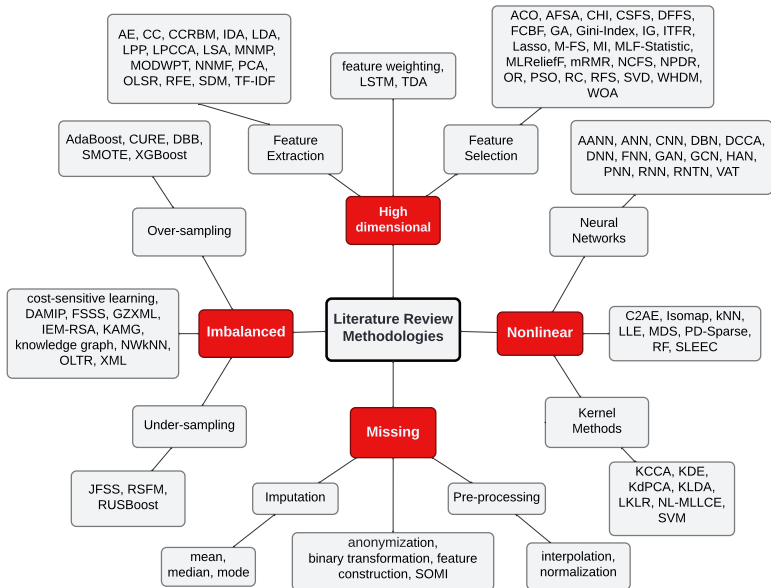 AE, CC, CCRBM, IDA, LDA,
LPP, LPCCA, LSA, MNMP,
MODWPT, NNMF, PCA,
OLSR, RFE, SDM, TF-IDF
feature weighting,
LSTM, TDA
ACO, AFSA, CHI, CSFS, DFFS,
FCBF, GA, Gini-Index, IG, ITFR,
Lasso, M-FS, MI, MLF-Statistic,
MLReliefF, mRMR, NCFS, NPDR,
OR, PSO, RC, RFS, SVD, WHDM,
WOA
Feature
Extraction
Feature
Selection
AdaBoost, CURE, DBB,
SMOTE, XGBoost
AANN, ANN, CNN, DBN, DCCA,
DNN, FNN, GAN, GCN, HAN,
PNN, RNN, RNTN, VAT
High
dimensional
Over-sampling
Neural
Networks
cost-sensitive learning,
DAMIP, FSSS, GZXML,
IEM-RSA, KAMG,
knowledge graph, NWkNN,
OLTR, XML
Imbalanced
Literature Review
Methodologies
Nonlinear
C2AE, Isomap, kNN,
LLE, MDS, PD-Sparse,
RF, SLEEC
Under-sampling
Missing
Kernel
Methods
JFSS, RSFM,
RUSBoost
Imputation
Pre-processing
KCCA, KDE,
KdPCA, KLDA,
LKLR, NL-MLLCE,
SVM
mean,
median, mode
anonymization,
binary transformation, feature
construction, SOMI
interpolation,
normalization